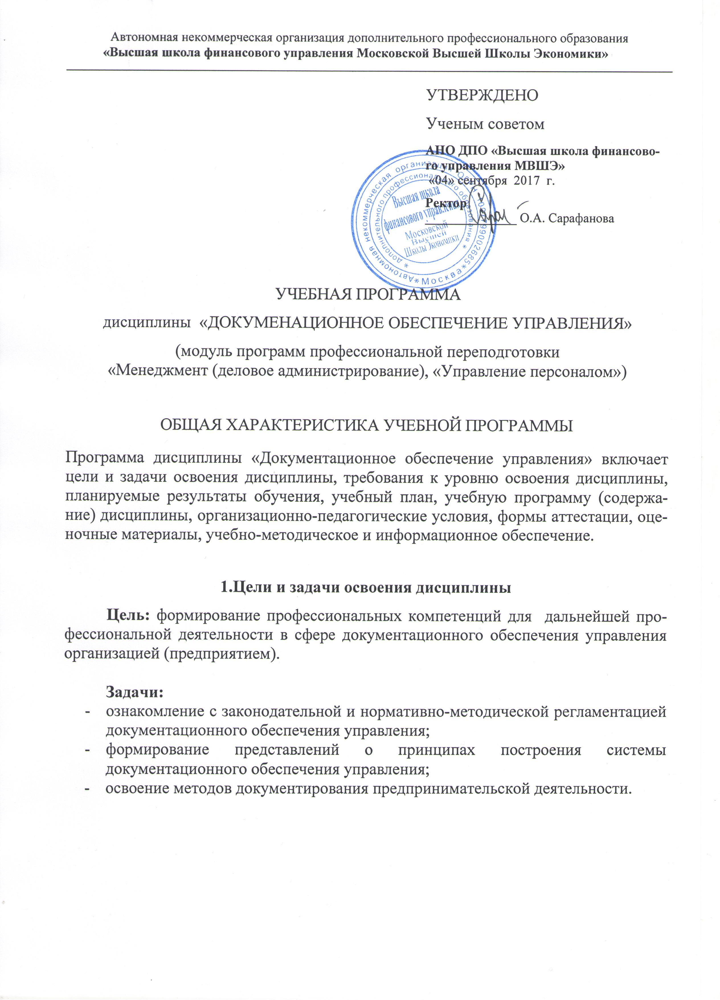 Автономная некоммерческая организация дополнительного профессионального образования
«Высшая школа финансового управления Московской Высшей Школы Экономики»
УТВЕРЖДЕНО
Ученым советом
АНО ДПО «Высшая школа финансово-
го управления МВШЭ»
«04» сентября 2017 г.
Ректор
О.А. Сарафанова
*Автономная некоммерческая организация
*Москва*
* дополнительного профессионального образования *
Высшая школа
финансового управления
Московской
Высшей
Школы Экономики
УЧЕБНАЯ ПРОГРАММА
дисциплины «ДОКУМЕНАЦИОННОЕ ОБЕСПЕЧЕНИЕ УПРАВЛЕНИЯ»
(модуль программ профессиональной переподготовки
«Менеджмент (деловое администрирование), «Управление персоналом»)
ОБЩАЯ ХАРАКТЕРИСТИКА УЧЕБНОЙ ПРОГРАММЫ
Программа дисциплины «Документационное обеспечение управления» включает
цели и задачи освоения дисциплины, требования к уровню освоения дисциплины,
планируемые результаты обучения, учебный план, учебную программу (содержа-
ние) дисциплины, организационно-педагогические условия, формы аттестации, оце-
ночные материалы, учебно-методическое и информационное обеспечение.
1.Цели и задачи освоения дисциплины
Цель: формирование профессиональных компетенций для дальнейшей про-
фессиональной деятельности в сфере документационного обеспечения управления
организацией (предприятием).
Задачи:
- ознакомление с законодательной и нормативно-методической регламентацией
документационного обеспечения управления;
- формирование представлений о принципах построения системы
документационного обеспечения управления;
- освоение методов документирования предпринимательской деятельности.